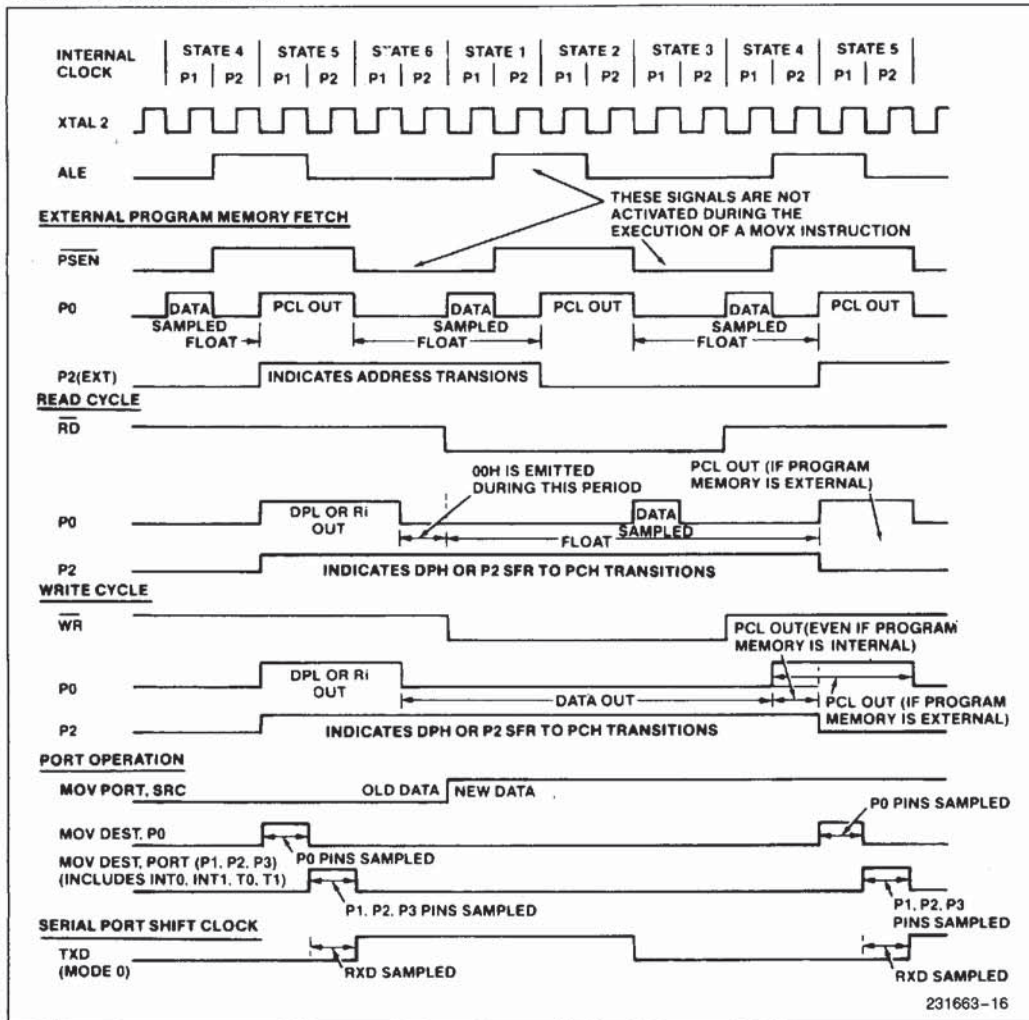 INTERNAL CLOCK
STATE 4 STATE 5 STATE 6 STATE 1 STATE 2 STATE 3 STATE 4 STATE 5
P1 P2 P1 P2 P1 P2 P1 P2 P1 P2 P1 P2 P1 P2 P1 P2
XTAL 2
ALE
THESE SIGNALS ARE NOT
ACTIVATED DURING THE
EXECUTION OF A MOVX INSTRUCTION
EXTERNAL PROGRAM MEMORY FETCH
PSEN
P0 DATA PCL OUT DATA PCL OUT DATA PCL OUT
SAMPLED SAMPLED SAMPLED
FLOAT FLOAT FLOAT
P2(EXT) INDICATES ADDRESS TRANSIONS
READ CYCLE
RD
00H IS EMITTED
DURING THIS PERIOD
PCL OUT (IF PROGRAM
MEMORY IS EXTERNAL)
P0 DPL OR Ri
OUT
DATA
SAMPLED
FLOAT
P2 INDICATES DPH OR P2 SFR TO PCH TRANSITIONS
WRITE CYCLE
WR
PCL OUT(EVEN IF PROGRAM
MEMORY IS INTERNAL)
P0 DPL OR Ri
OUT
DATA OUT
PCL OUT (IF PROGRAM
MEMORY IS EXTERNAL)
P2 INDICATES DPH OR P2 SFR TO PCH TRANSITIONS
PORT OPERATION
MOV PORT, SRC OLD DATA NEW DATA
P0 PINS SAMPLED
MOV DEST, P0
P0 PINS SAMPLED
MOV DEST, PORT (P1, P2, P3)
(INCLUDES INT0, INT1, T0, T1)
P1, P2, P3 PINS SAMPLED
P1, P2, P3
PINS SAMPLED
SERIAL PORT SHIFT CLOCK
TXD
(MODE 0)
RXD SAMPLED RXD SAMPLED
231663-16